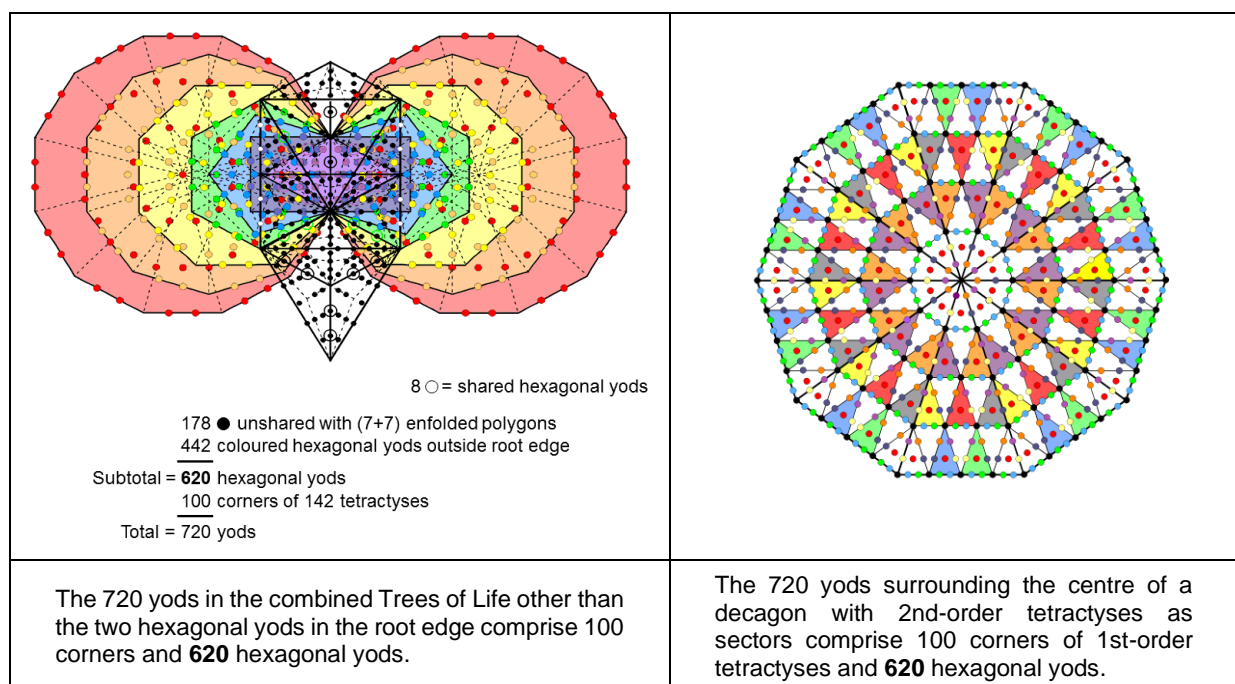 8 ○ = shared hexagonal yods
178 ● unshared with (7+7) enfolded polygons
442 coloured hexagonal yods outside root edge
Subtotal = 620 hexagonal yods
100 corners of 142 tetractyses
Total = 720 yods
The 720 yods in the combined Trees of Life other than
the two hexagonal yods in the root edge comprise 100
corners and 620 hexagonal yods.
The 720 yods surrounding the centre of a
decagon with 2nd-order tetractyses as
sectors comprise 100 corners of 1st-order
tetractyses and 620 hexagonal yods.